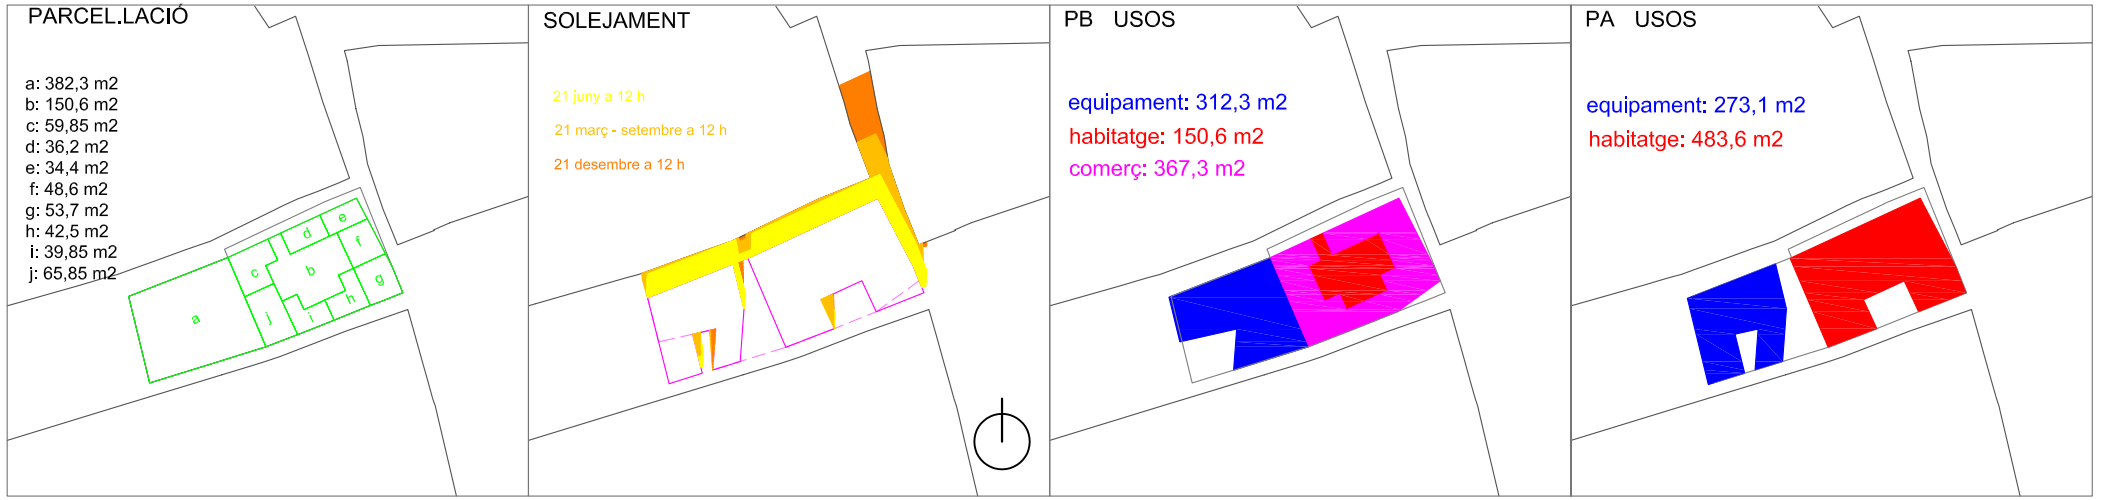 PARCEL.LACIÓ
a: 382,3 m2
b: 150,6 m2
c: 59,85 m2
d: 36,2 m2
e: 34,4 m2
f: 48,6 m2
g: 53,7 m2
h: 42,5 m2
i: 39,85 m2
j: 65,85 m2
e
d
f
c
b
g
h
j
i
a
SOLEJAMENT
21 juny a 12 h
21 març - setembre a 12 h
21 desembre a 12 h
PB USOS
equipament: 312,3 m2
habitatge: 150,6 m2
comerç: 367,3 m2
PA USOS
equipament: 273,1 m2
habitatge: 483,6 m2